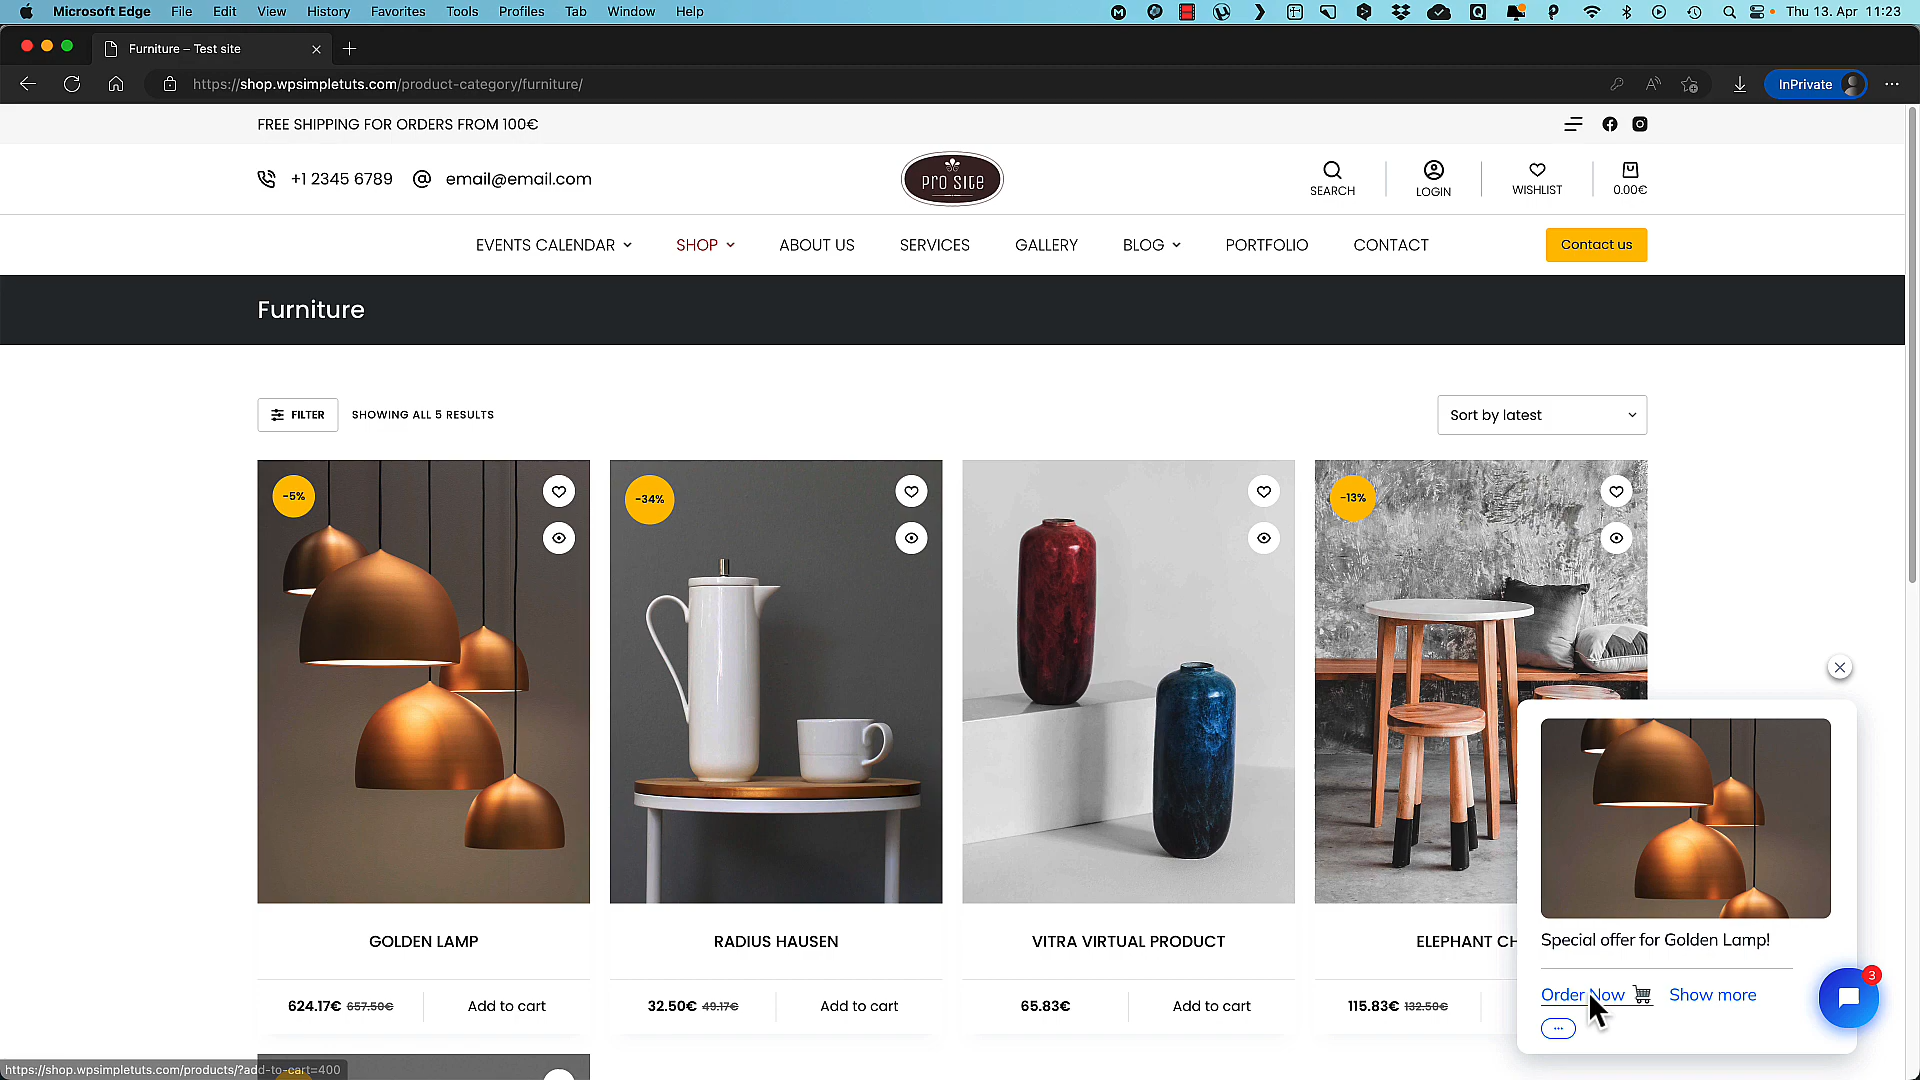 Microsoft Edge File Edit View History Favorites Tools Profiles Tab Window Help Thu 13. Apr 11:23
Furniture – Test site
https://shop.wpsimpletuts.com/product-category/furniture/ InPrivate
FREE SHIPPING FOR ORDERS FROM 100€
+1 2345 6789 email@email.com
PRO SITE
SEARCH LOGIN WISHLIST 0.00€
EVENTS CALENDAR SHOP ABOUT US SERVICES GALLERY BLOG PORTFOLIO CONTACT Contact us
Furniture
FILTER SHOWING ALL 5 RESULTS Sort by latest
-5% -34% -13%
GOLDEN LAMP RADIUS HAUSEN VITRA VIRTUAL PRODUCT ELEPHANT CH
624.17€ 657.50€ Add to cart 32.50€ 49.17€ Add to cart 65.83€ Add to cart 115.83€ 132.50€
Special offer for Golden Lamp!
Order Now Show more
3
...
https://shop.wpsimpletuts.com/products/?add-to-cart=400